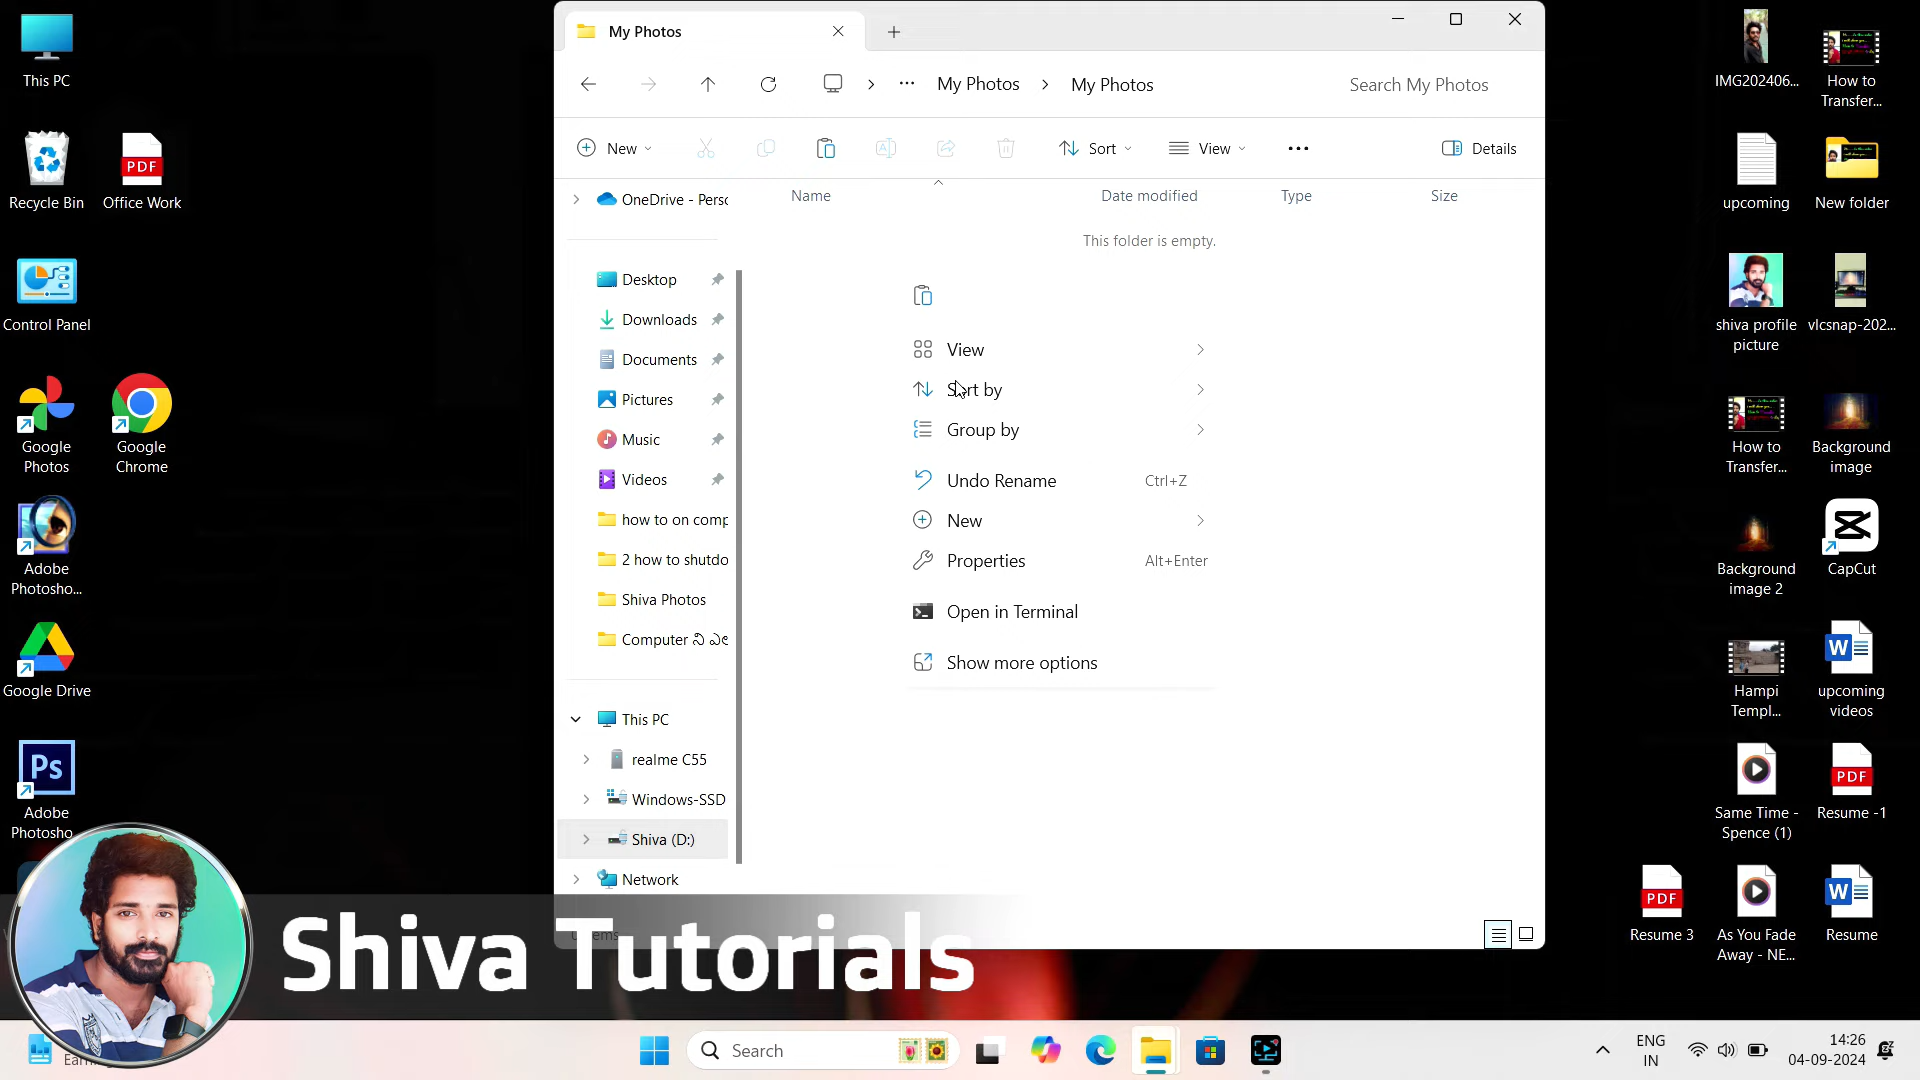 This PC
Recycle Bin
Office Work
Control Panel
Google
Photos
Google
Chrome
Adobe
Photosho...
Google Drive
Ps
Adobe
Photosho
My Photos
My Photos
My Photos
Search My Photos
New
Sort
View
Details
OneDrive - Perso
Name
Date modified
Type
Size
This folder is empty.
Desktop
Downloads
Documents
Pictures
Music
Videos
how to on comp
2 how to shutdo
Shiva Photos
Computer ನಿ ಎಲ
This PC
realme C55
Windows-SSD
Shiva (D:)
Network
View
Sort by
Group by
Undo Rename Ctrl+Z
New
Properties Alt+Enter
Open in Terminal
Show more options
IMG202406...
How to
Transfer...
upcoming
New folder
shiva profile
picture
vlcsnap-202...
How to
Transfer...
Background
image
Background
image 2
CapCut
Hampi
Templ...
upcoming
videos
Same Time -
Spence (1)
PDF
Resume -1
PDF
Resume 3
As You Fade
Away - NE...
Resume
PDF
Shiva Tutorials
Search
ENG
IN
14:26
04-09-2024